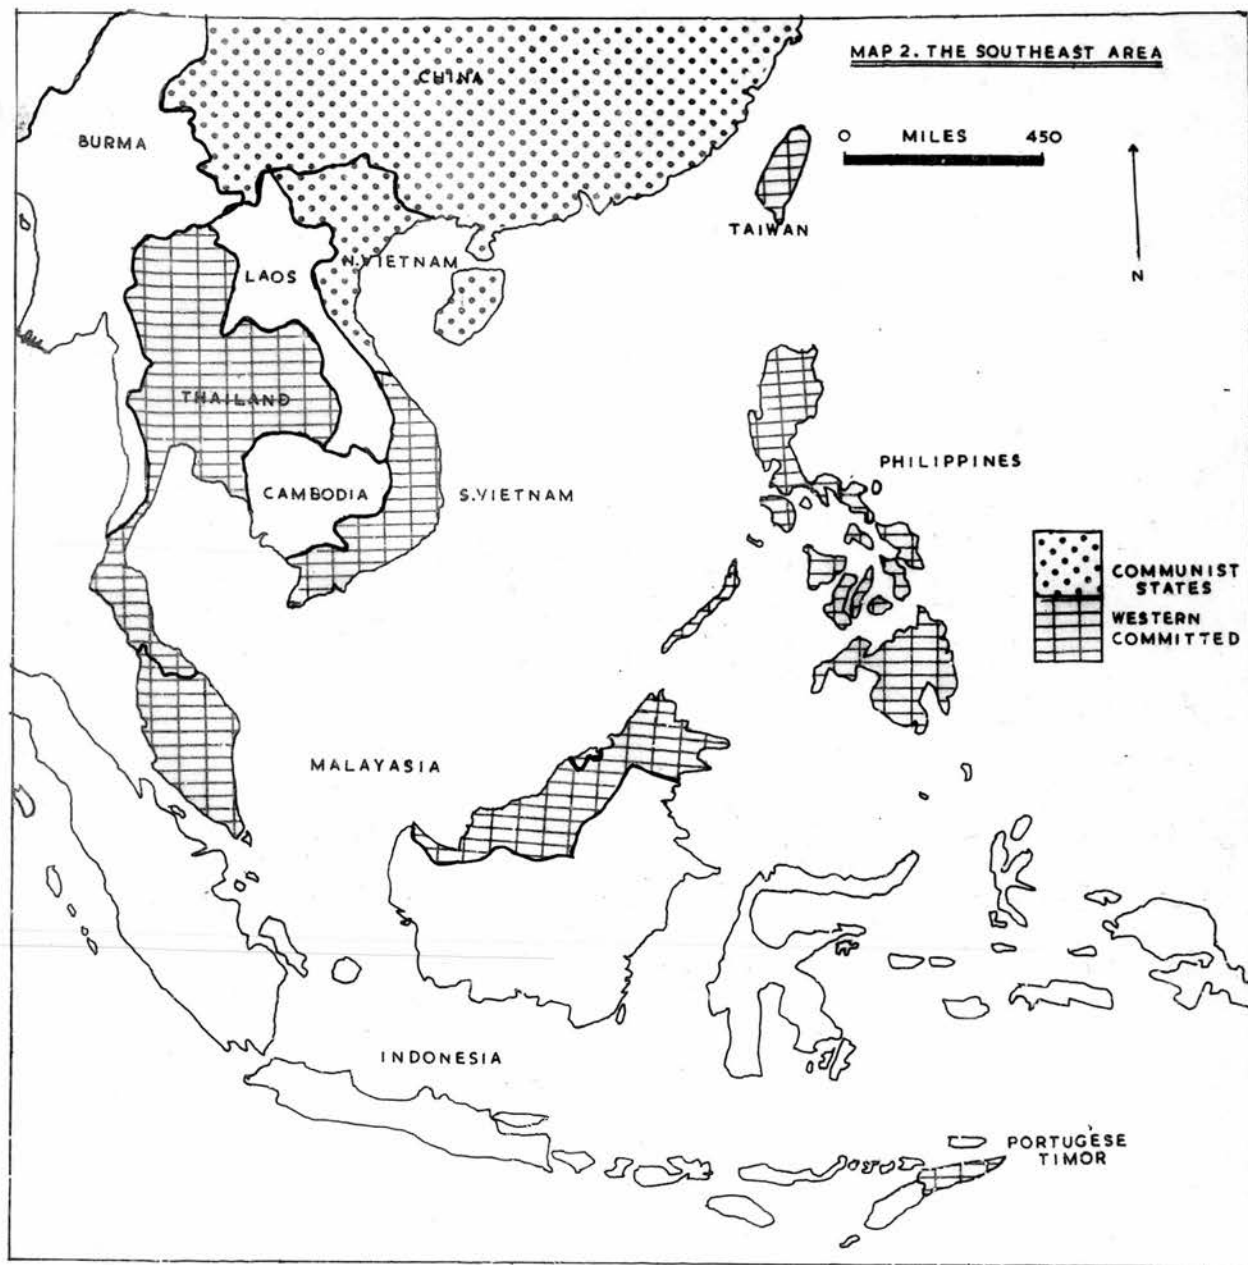 MAP 2. THE SOUTHEAST AREA
CHINA
0 MILES 450
BURMA
TAIWAN
N. VIETNAM
LAOS
N
THAILAND
PHILIPPINES
CAMBODIA
S. VIETNAM
COMMUNIST
STATES
WESTERN
COMMITTED
MALAYASIA
INDONESIA
PORTUGESE
TIMOR